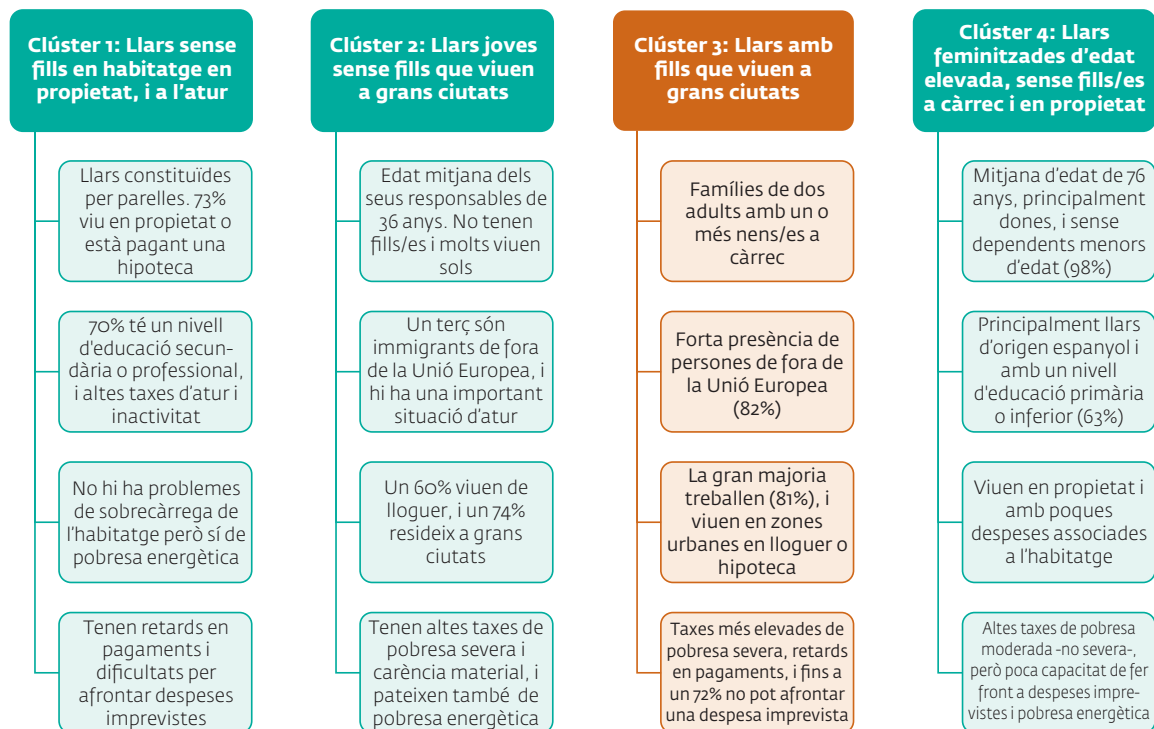 Clúster 1: Llars sense
fills en habitatge en
propietat, i a l'atur
Llars constituïdes
per parelles. 73%
viu en propietat o
està pagant una
hipoteca
70% té un nivell
d'educació secun-
dària o professional,
i altes taxes d'atur i
inactivitat
No hi ha problemes
de sobrecàrrega de
l'habitatge però sí de
pobresa energètica
Tenen retards en
pagaments i
dificultats per
afrontar despeses
imprevistes
Clúster 2: Llars joves
sense fills que viuen
a grans ciutats
Edat mitjana dels
seus responsables de
36 anys. No tenen
fills/es i molts viuen
sols
Un terç són
immigrants de fora
de la Unió Europea, i
hi ha una important
situació d'atur
Un 60% viuen de
lloguer, i un 74%
resideix a grans
ciutats
Tenen altes taxes de
pobresa severa i
carència material, i
pateixen també de
pobresa energètica
Clúster 3: Llars amb
fills que viuen a
grans ciutats
Famílies de dos
adults amb un o
més nens/es a
càrrec
Forta presència de
persones de fora de
la Unió Europea
(82%)
La gran majoria
treballen (81%), i
viuen en zones
urbanes en lloguer o
hipoteca
Taxes més elevades de
pobresa severa, retards
en pagaments, i fins a
un 72% no pot afrontar
una despesa imprevista
Clúster 4: Llars
feminitzades d'edat
elevada, sense fills/es
a càrrec i en propietat
Mitjana d'edat de 76
anys, principalment
dones, i sense
dependents menors
d'edat (98%)
Principalment llars
d'origen espanyol i
amb un nivell
d'educació primària
o inferior (63%)
Viuen en propietat i
amb poques
despeses associades
a l'habitatge
Altes taxes de pobresa
moderada -no severa-,
però poca capacitat de fer
front a despeses impre-
vistes i pobresa energètica